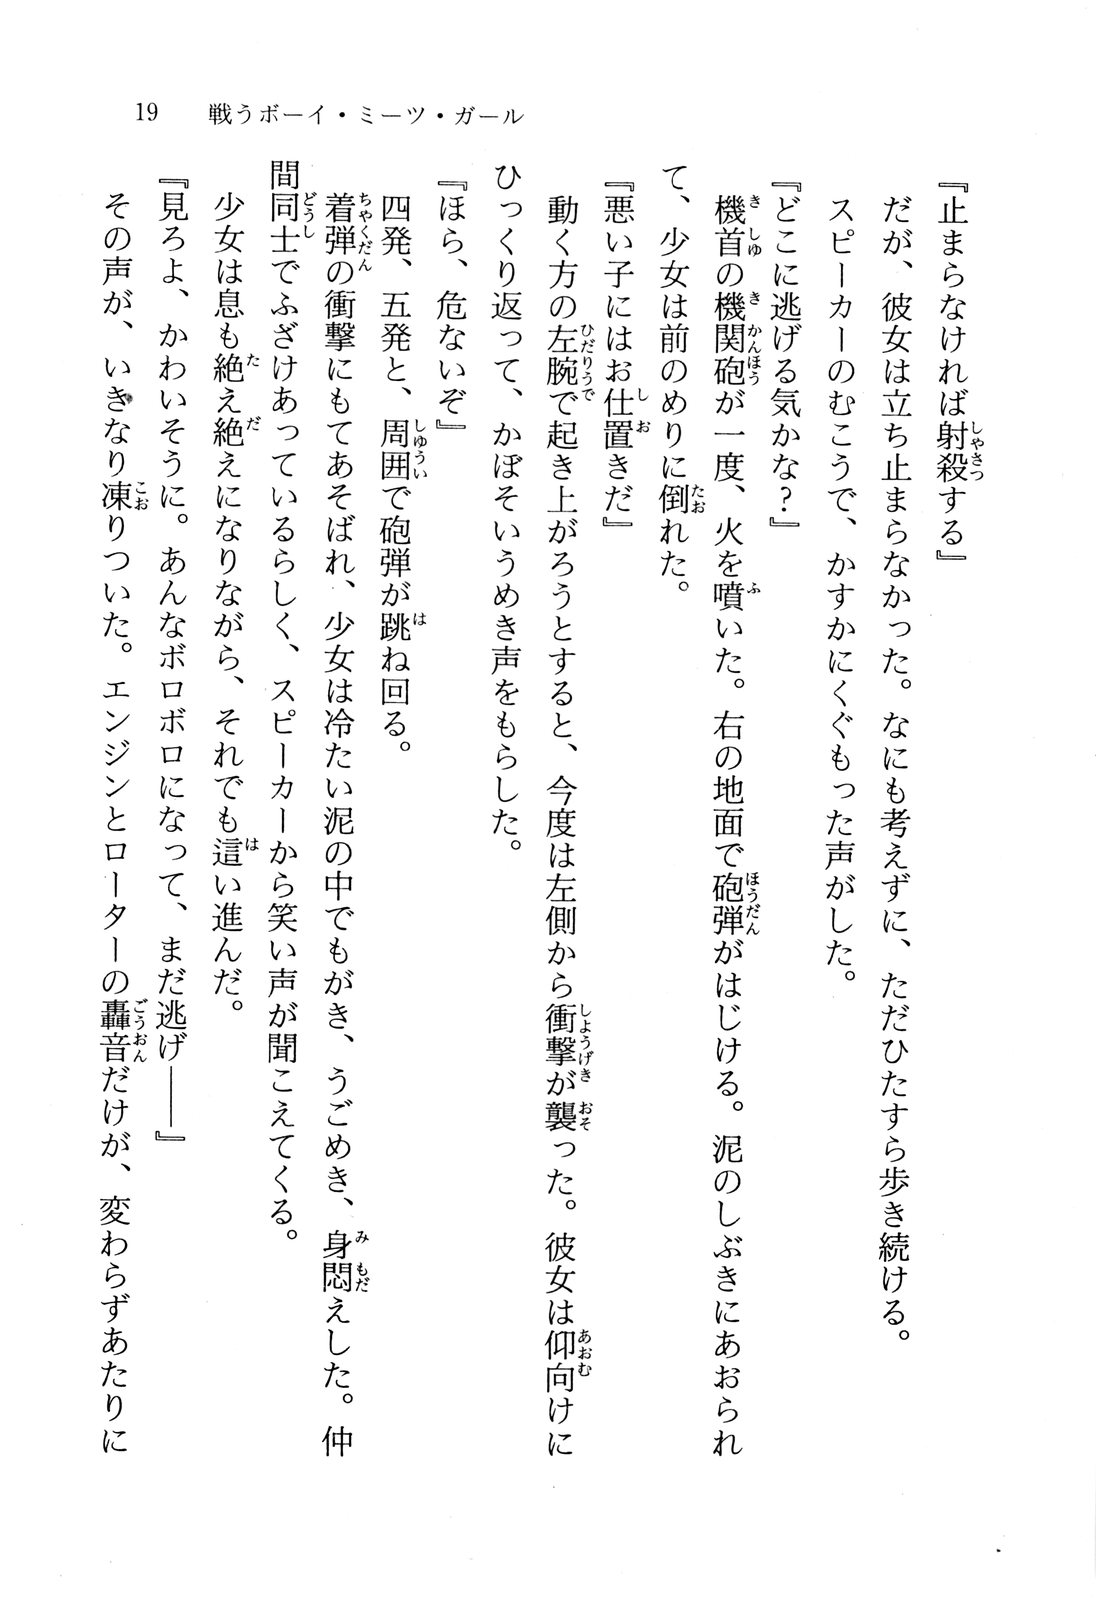 19　戦うボーイ・ミーツ・ガール
『止まらなければ射殺する』
だが、彼女は立ち止まらなかった。なにも考えずに、ただひたすら歩き続ける。
スピーカーのむこうで、かすかにくぐもった声がした。
『どこに逃げる気かな？』
機首の機関砲が一度、火を噴いた。右の地面で砲弾がはじける。泥のしぶきにあおられ
て、少女は前のめりに倒れた。
『悪い子にはお仕置きだ』
動く方の左腕で起き上がろうとすると、今度は左側から衝撃が襲った。彼女は仰向けに
ひっくり返って、かぼそいうめき声をもらした。
『ほら、危ないぞ』
四発、五発と、周囲で砲弾が跳ね回る。
着弾の衝撃にもてあそばれ、少女は冷たい泥の中でもがき、うごめき、身悶えした。仲
間同士でふざけあっているらしく、スピーカーから笑い声が聞こえてくる。
少女は息も絶え絶えになりながら、それでも這い進んだ。
『見ろよ、かわいそうに。あんなボロボロになって、まだ逃げ――』
その声が、いきなり凍りついた。エンジンとローターの轟音だけが、変わらずあたりに